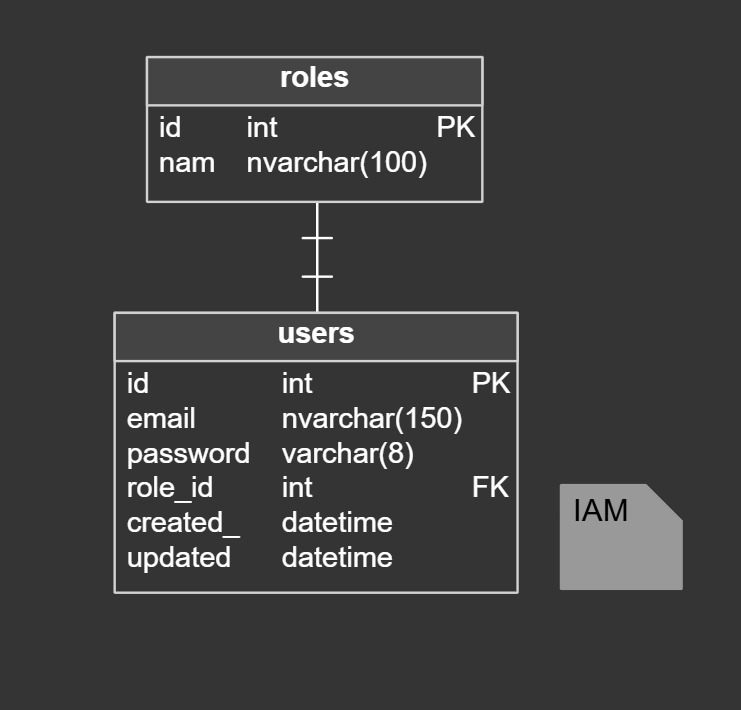 roles
id int PK
nam nvarchar(100)
users
id int PK
email nvarchar(150)
password varchar(8)
role_id int FK
created_ datetime
updated datetime
IAM